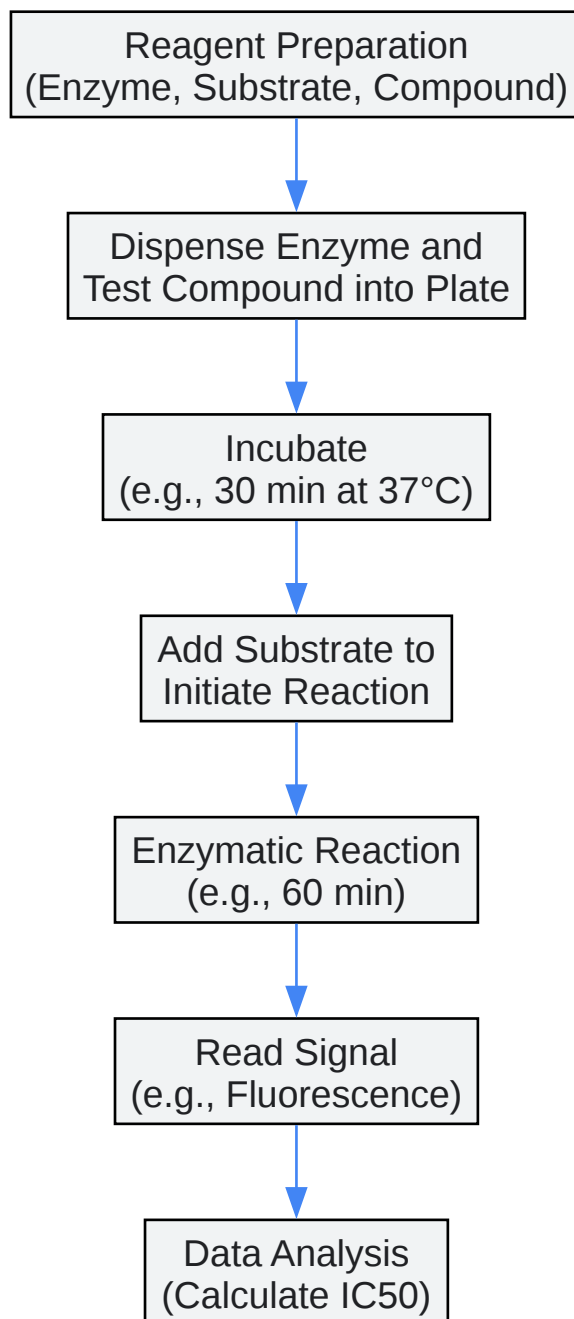 Reagent Preparation
(Enzyme, Substrate, Compound)
Dispense Enzyme and
Test Compound into Plate
Incubate
(e.g., 30 min at 37°C)
Add Substrate to
Initiate Reaction
Enzymatic Reaction
(e.g., 60 min)
Read Signal
(e.g., Fluorescence)
Data Analysis
(Calculate IC50)